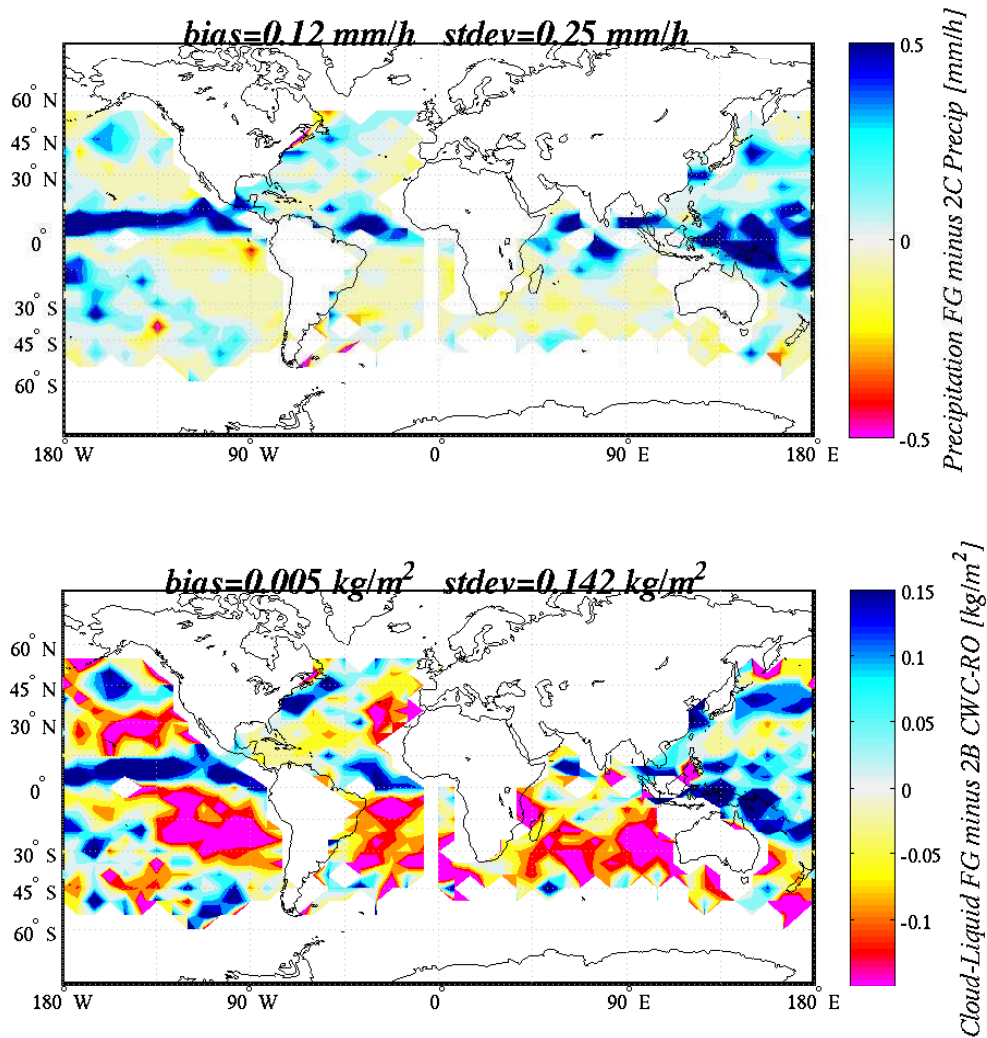 bias=0.12 mm/h stdev=0.25 mm/h
60° N
45° N
30° N
0°
30° S
45° S
60° S
180° W
90° W
0°
90° E
180° E
0.5
0
-0.5
Precipitation FG minus 2C Precip [mm/h]
bias=0.005 kg/m² stdev=0.142 kg/m²
60° N
45° N
30° N
0°
30° S
45° S
60° S
180° W
90° W
0°
90° E
180° E
0.15
0.1
0.05
0
-0.05
-0.1
Cloud-Liquid FG minus 2B CWC-RO [kg/m²]